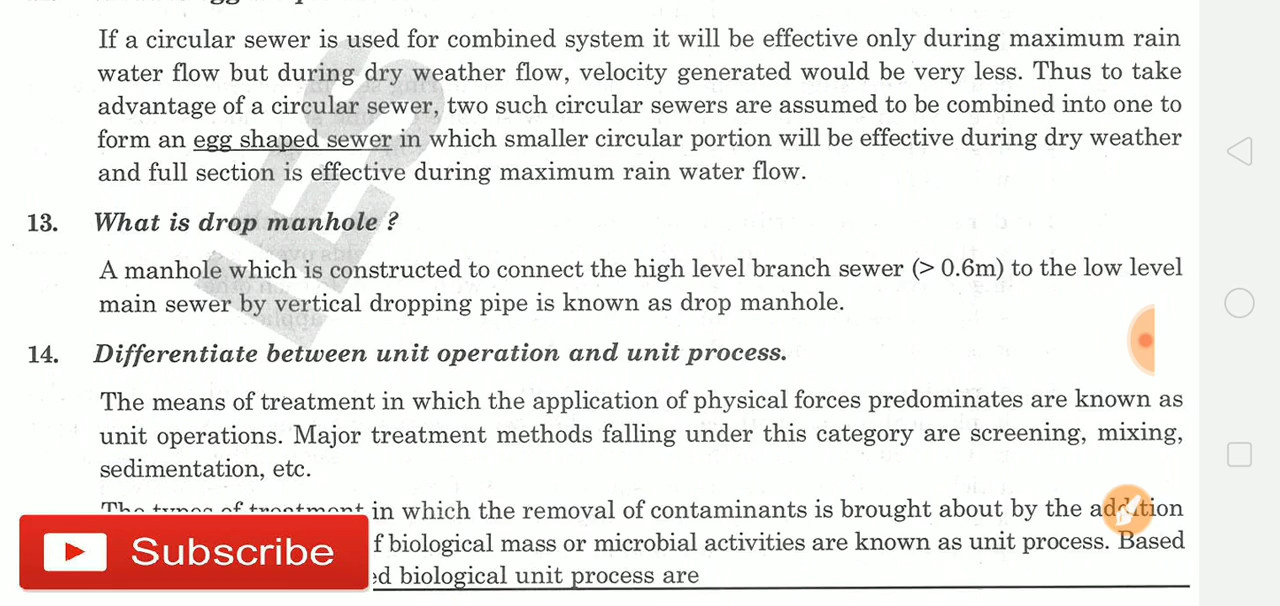 If a circular sewer is used for combined system it will be effective only during maximum rain
water flow but during dry weather flow, velocity generated would be very less. Thus to take
advantage of a circular sewer, two such circular sewers are assumed to be combined into one to
form an egg shaped sewer in which smaller circular portion will be effective during dry weather
and full section is effective during maximum rain water flow.
13. What is drop manhole ?
A manhole which is constructed to connect the high level branch sewer (> 0.6m) to the low level
main sewer by vertical dropping pipe is known as drop manhole.
14. Differentiate between unit operation and unit process.
The means of treatment in which the application of physical forces predominates are known as
unit operations. Major treatment methods falling under this category are screening, mixing,
sedimentation, etc.
The types of treatment in which the removal of contaminants is brought about by the addition
f biological mass or microbial activities are known as unit process. Based
ed biological unit process are
Subscribe
IES